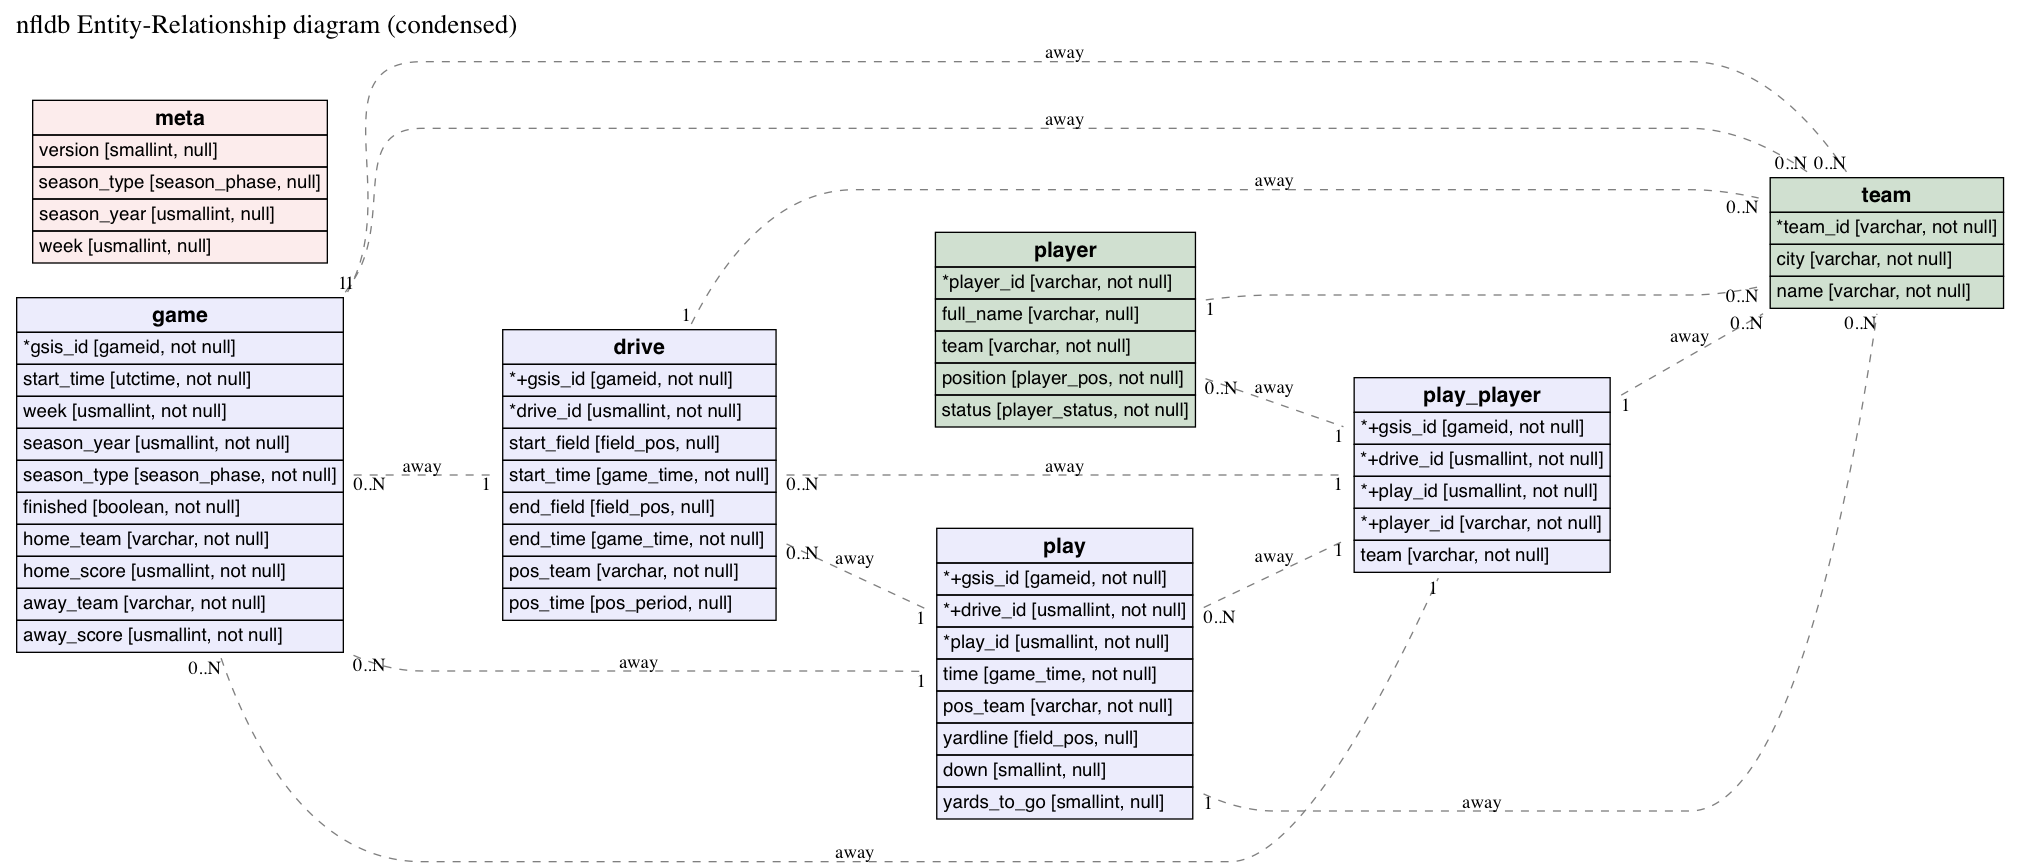 nfldb Entity-Relationship diagram (condensed)
away
away
away
meta
version [smallint, null]
season_type [season_phase, null]
season_year [usmallint, null]
week [usmallint, null]
0..N 0..N
team
*team_id [varchar, not null]
city [varchar, not null]
name [varchar, not null]
0..N
0..N
0..N
0..N
player
*player_id [varchar, not null]
full_name [varchar, null]
team [varchar, not null]
position [player_pos, not null]
status [player_status, not null]
1
0..N
away
1
away
1
11
game
*gsis_id [gameid, not null]
start_time [utctime, not null]
week [usmallint, not null]
season_year [usmallint, not null]
season_type [season_phase, not null]
finished [boolean, not null]
home_team [varchar, not null]
home_score [usmallint, not null]
away_team [varchar, not null]
away_score [usmallint, not null]
0..N
away
1
0..N
0..N
1
drive
*+gsis_id [gameid, not null]
*drive_id [usmallint, not null]
start_field [field_pos, null]
start_time [game_time, not null]
end_field [field_pos, null]
end_time [game_time, not null]
pos_team [varchar, not null]
pos_time [pos_period, null]
0..N
away
1
0..N
away
1
away
1
play_player
*+gsis_id [gameid, not null]
*+drive_id [usmallint, not null]
*+play_id [usmallint, not null]
*+player_id [varchar, not null]
team [varchar, not null]
1
play
*+gsis_id [gameid, not null]
*+drive_id [usmallint, not null]
*play_id [usmallint, not null]
time [game_time, not null]
pos_team [varchar, not null]
yardline [field_pos, null]
down [smallint, null]
yards_to_go [smallint, null]
away
1
0..N
1
away
away